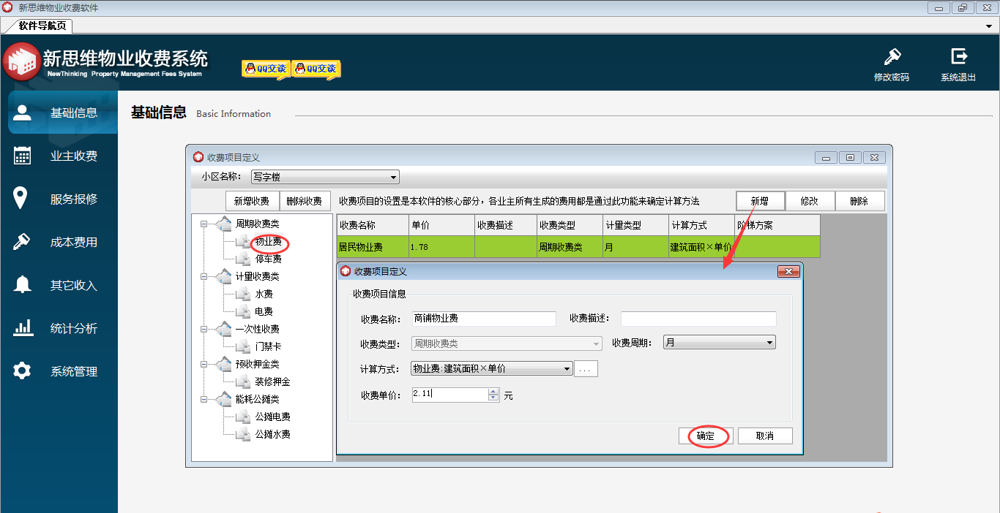 新思维物业收费软件
软件导航页
新思维物业收费系统
NewThinking Property Management Fees System
QQ交谈 QQ交谈
修改密码 系统退出
基础信息
业主收费
服务报修
成本费用
其它收入
统计分析
系统管理
基础信息 Basic Information
收费项目定义
小区名称: 写字楼
新增收费 删除收费 收费项目的设置是本软件的核心部分，各业主所有生成的费用都是通过此功能来确定计算方法 新增 修改 删除
周期收费类
物业费
停车费
计量收费类
水费
电费
一次性收费
门禁卡
预收押金类
装修押金
能耗公摊类
公摊电费
公摊水费
收费名称 单价 收费描述 收费类型 计量类型 计算方式 阶梯方案
居民物业费 1.78 周期收费类 月 建筑面积×单价
收费项目定义
收费项目信息
收费名称: 商铺物业费 收费描述:
收费类型: 周期收费类 收费周期: 月
计算方式: 物业费:建筑面积×单价 ...
收费单价: 2.11 元
确定 取消